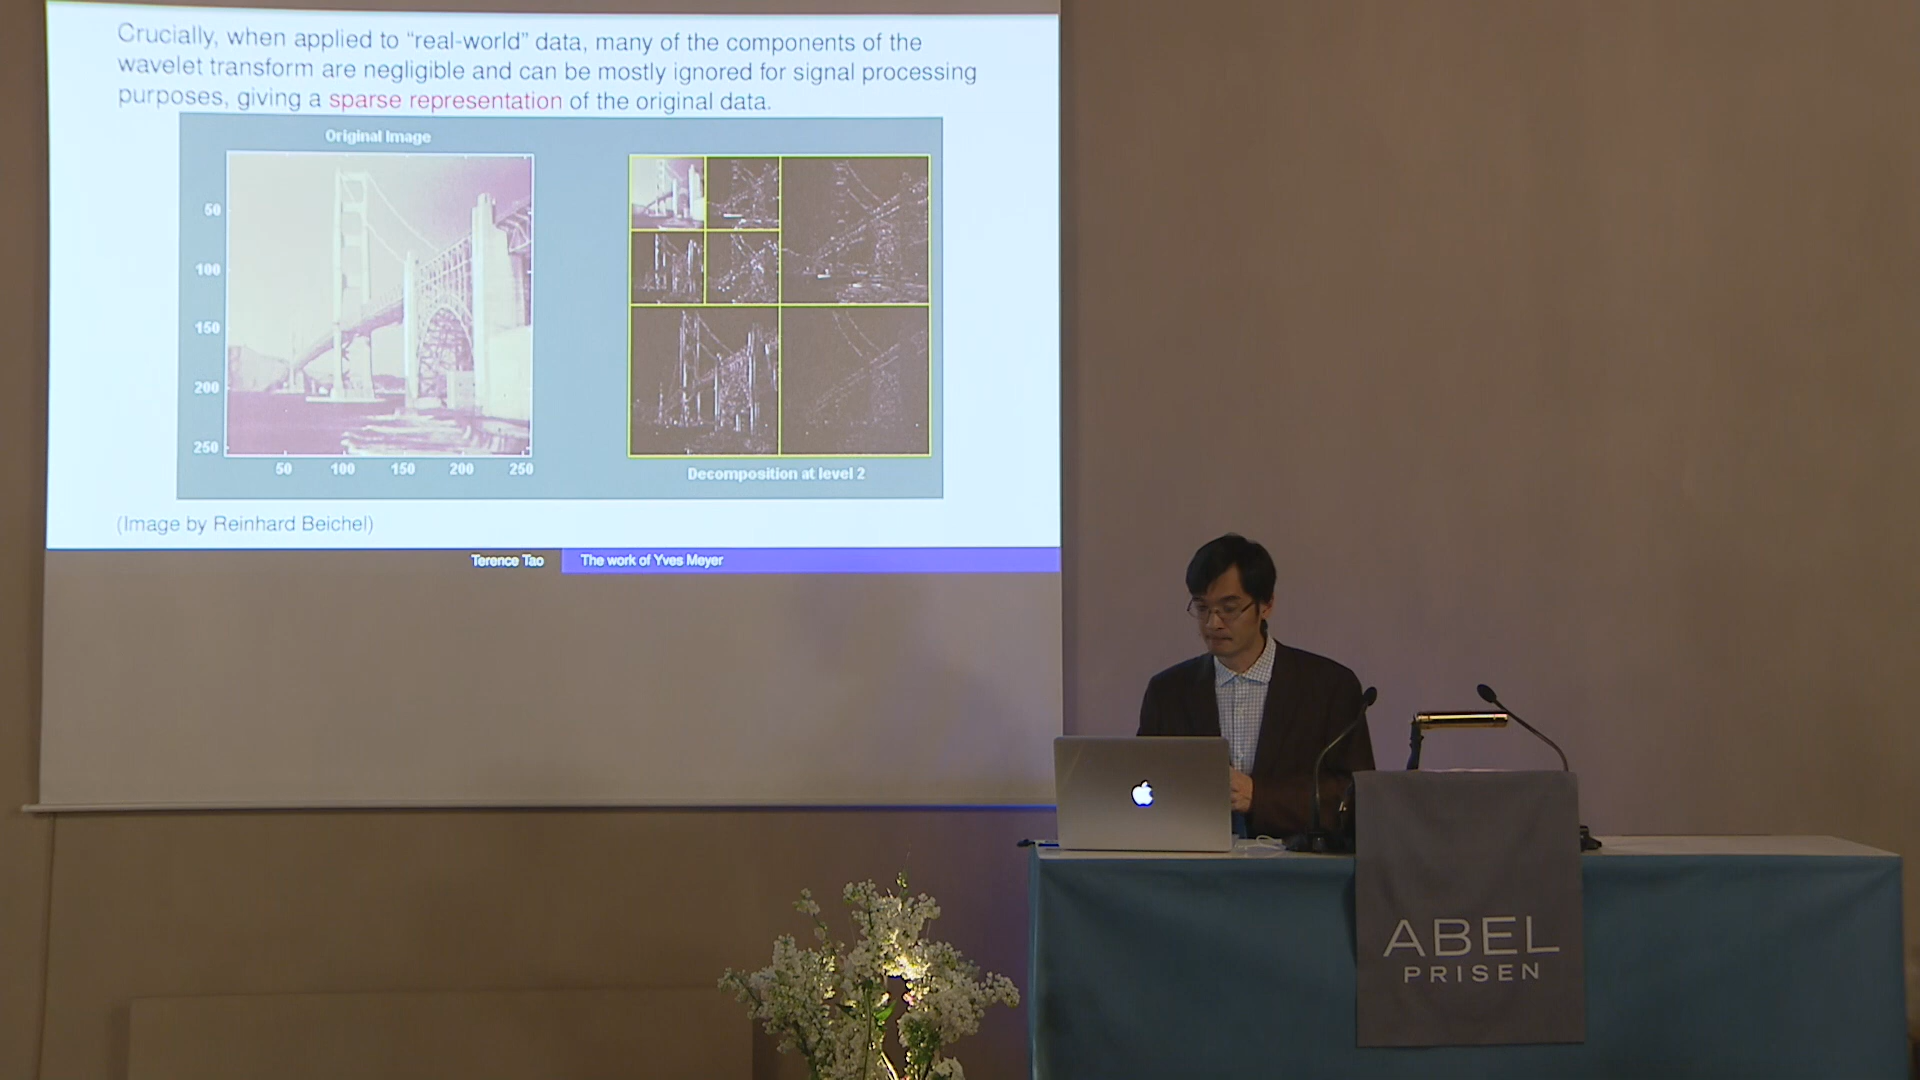 Crucially, when applied to “real-world” data, many of the components of the
wavelet transform are negligible and can be mostly ignored for signal processing
purposes, giving a sparse representation of the original data.
Original Image
50
100
150
200
250
50 100 150 200 250
Decomposition at level 2
(Image by Reinhard Beichel)
Terence Tao The work of Yves Meyer
ABEL
PRISEN